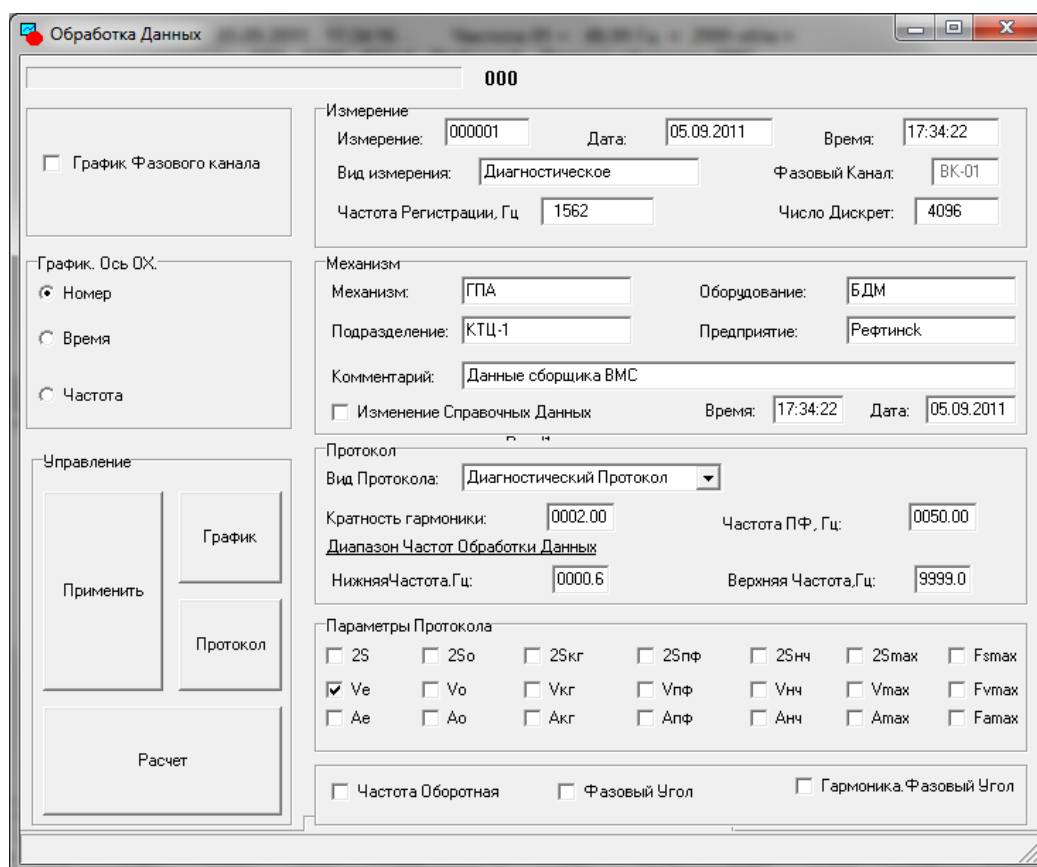 Обработка Данных
000
График Фазового канала
Измерение
Измерение: 000001 Дата: 05.09.2011 Время: 17:34:22
Вид измерения: Диагностическое Фазовый Канал: ВК-01
Частота Регистрации, Гц 1562 Число Дискрет: 4096
График. Ось ОХ.
Номер
Время
Частота
Механизм
Механизм: ГПА Оборудование: БДМ
Подразделение: КТЦ-1 Предприятие: Рефтинсk
Комментарий: Данные сборщика ВМС
Изменение Справочных Данных Время: 17:34:22 Дата: 05.09.2011
Управление
Применить
График
Протокол
Расчет
Протокол
Вид Протокола: Диагностический Протокол
Кратность гармоники: 0002.00 Частота ПФ, Гц: 0050.00
Диапазон Частот Обработки Данных
НижняяЧастота.Гц: 0000.6 Верхняя Частота,Гц: 9999.0
Параметры Протокола
2S 2So 2Sкг 2Sпф 2Sнч 2Smax Fsmax
Ve Vo Vкг Vпф Vнч Vmax Fvmax
Ae Ao Aкг Aпф Aнч Amax Famax
Частота Оборотная Фазовый Угол Гармоника.Фазовый Угол